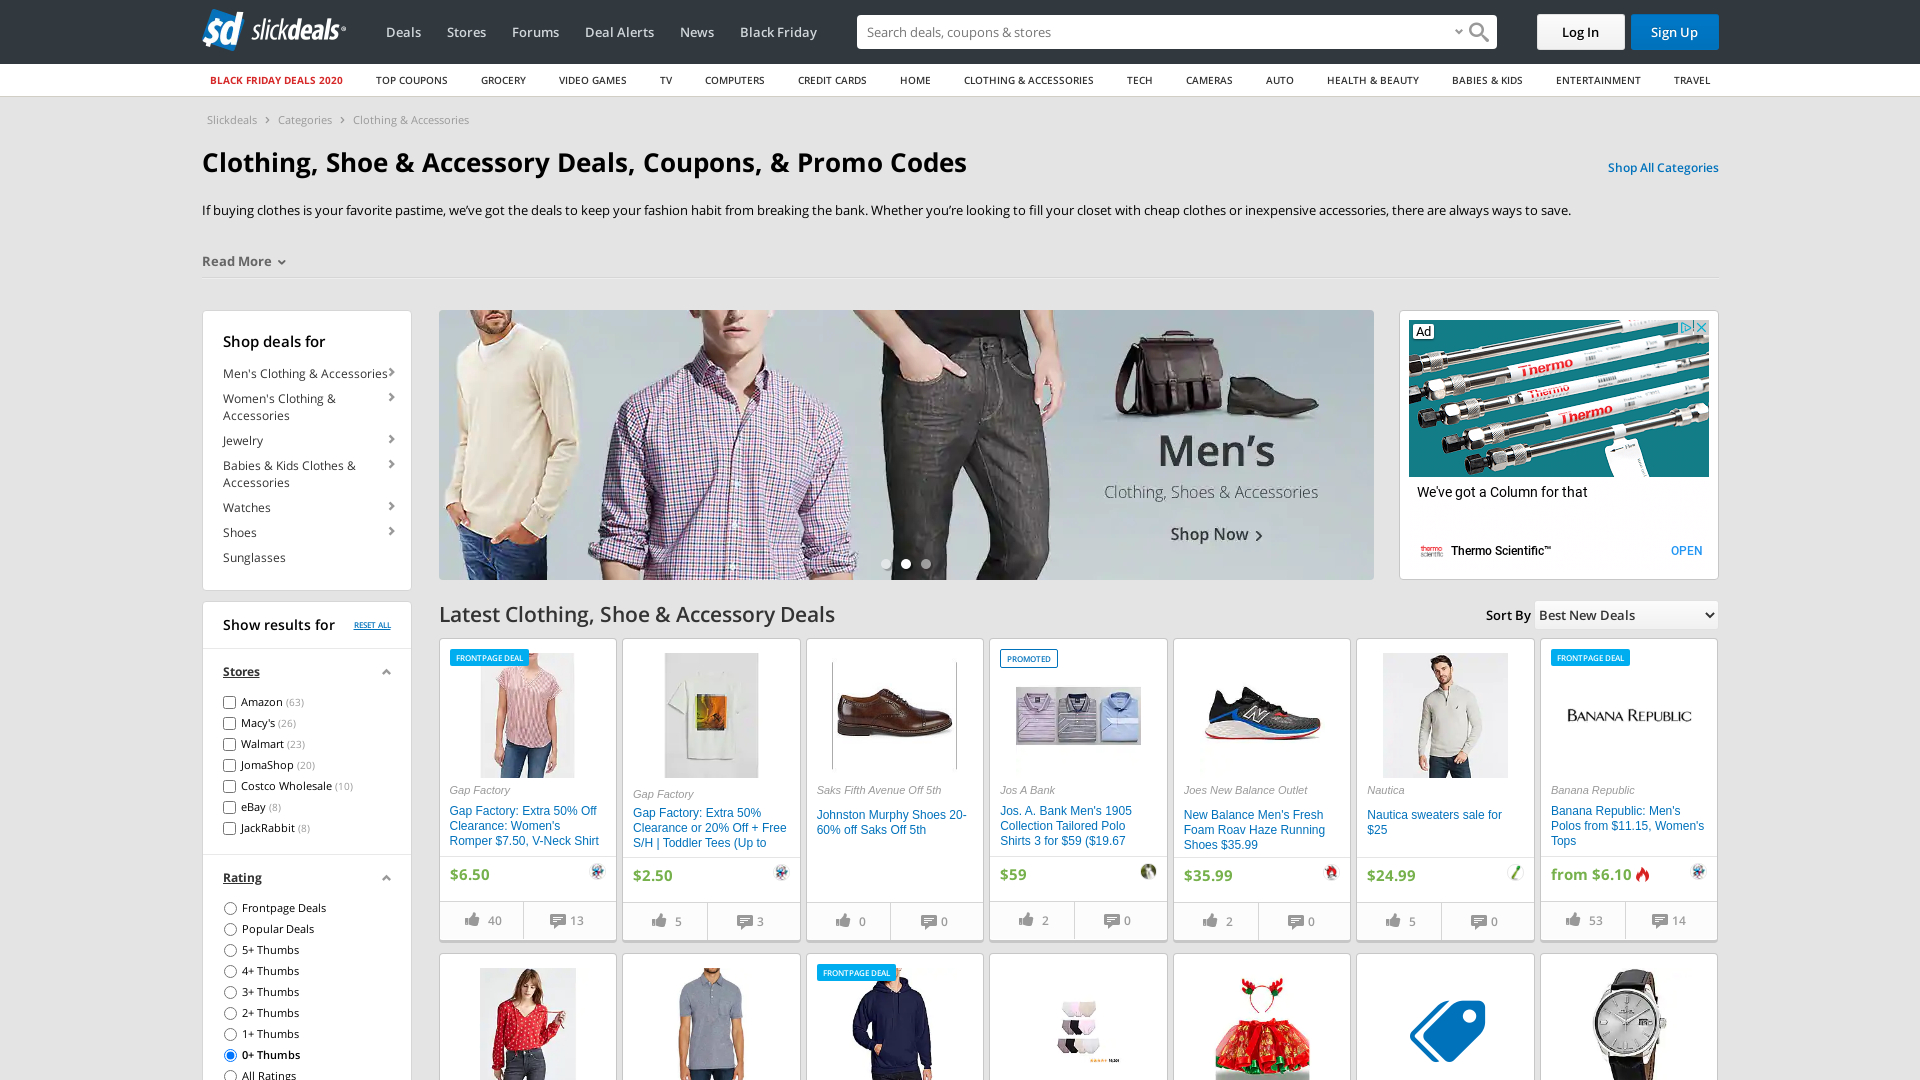 slickdeals
Deals
Stores
Forums
Deal Alerts
News
Black Friday
Search deals, coupons & stores
Log In
Sign Up
BLACK FRIDAY DEALS 2020
TOP COUPONS
GROCERY
VIDEO GAMES
TV
COMPUTERS
CREDIT CARDS
HOME
CLOTHING & ACCESSORIES
TECH
CAMERAS
AUTO
HEALTH & BEAUTY
BABIES & KIDS
ENTERTAINMENT
TRAVEL
Slickdeals
Categories
Clothing & Accessories
Clothing, Shoe & Accessory Deals, Coupons, & Promo Codes
Shop All Categories
If buying clothes is your favorite pastime, we’ve got the deals to keep your fashion habit from breaking the bank. Whether you’re looking to fill your closet with cheap clothes or inexpensive accessories, there are always ways to save.
Read More
Shop deals for
Men's Clothing & Accessories
Women's Clothing &
Accessories
Jewelry
Babies & Kids Clothes &
Accessories
Watches
Shoes
Sunglasses
Men’s
Clothing, Shoes & Accessories
Shop Now
Ad
Thermo
Thermo
Thermo
We've got a Column for that
thermo
scientific
Thermo Scientific™
OPEN
Show results for
RESET ALL
Stores
Amazon (63)
Macy's (26)
Walmart (23)
JomaShop (20)
Costco Wholesale (10)
eBay (8)
JackRabbit (8)
Rating
Frontpage Deals
Popular Deals
5+ Thumbs
4+ Thumbs
3+ Thumbs
2+ Thumbs
1+ Thumbs
0+ Thumbs
All Ratings
Latest Clothing, Shoe & Accessory Deals
Sort By
Best New Deals
FRONTPAGE DEAL
Gap Factory
Gap Factory: Extra 50% Off
Clearance: Women's
Romper $7.50, V-Neck Shirt
$6.50
40
13
Gap Factory
Gap Factory: Extra 50%
Clearance or 20% Off + Free
S/H | Toddler Tees (Up to
$2.50
5
3
Saks Fifth Avenue Off 5th
Johnston Murphy Shoes 20-
60% off Saks Off 5th
0
0
PROMOTED
Jos A Bank
Jos. A. Bank Men's 1905
Collection Tailored Polo
Shirts 3 for $59 ($19.67
$59
2
0
Joes New Balance Outlet
New Balance Men's Fresh
Foam Roav Haze Running
Shoes $35.99
$35.99
2
0
Nautica
Nautica sweaters sale for
$25
$24.99
5
0
FRONTPAGE DEAL
BANANA REPUBLIC
Banana Republic
Banana Republic: Men's
Polos from $11.15, Women's
Tops
from $6.10
53
14
FRONTPAGE DEAL